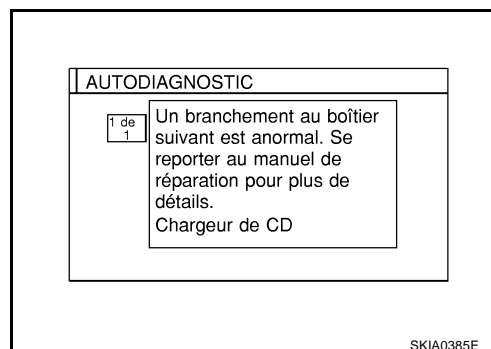 AUTODIAGNOSTIC
1 de
1
Un branchement au boîtier
suivant est anormal. Se
reporter au manuel de
réparation pour plus de
détails.
Chargeur de CD
SKIA0385E